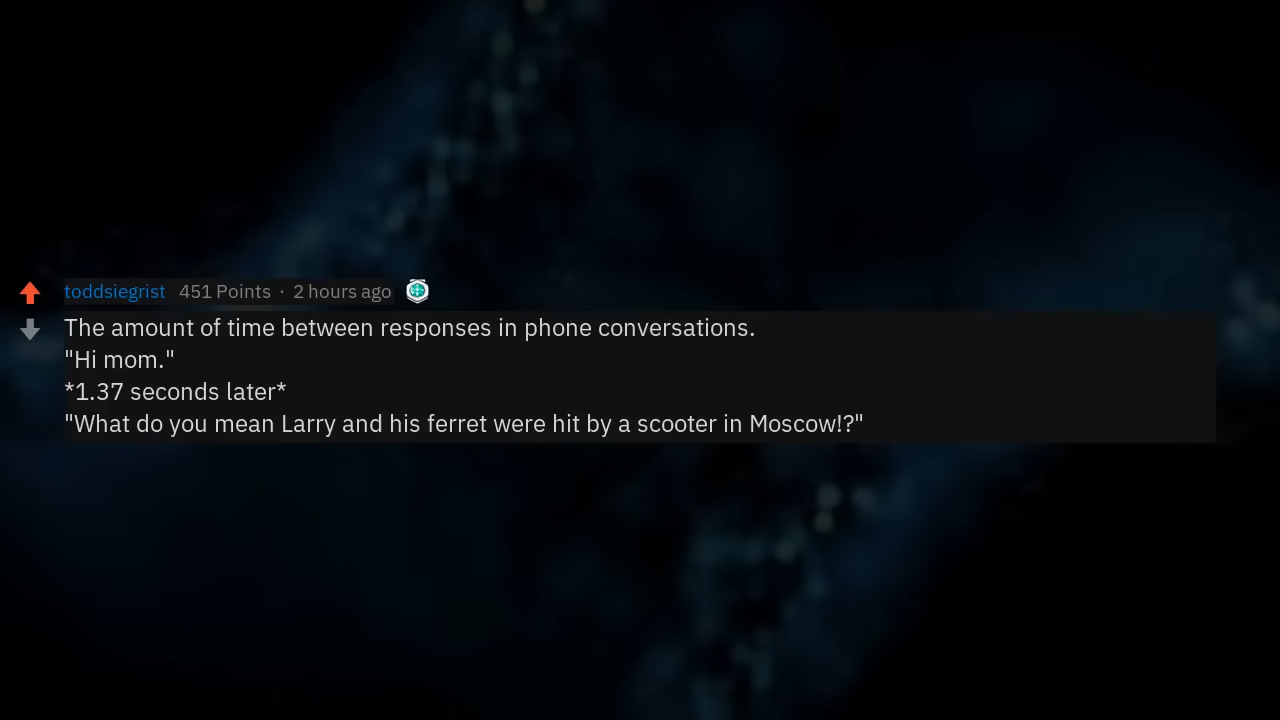 toddsiegrist 451 Points · 2 hours ago
The amount of time between responses in phone conversations.
"Hi mom."
*1.37 seconds later*
"What do you mean Larry and his ferret were hit by a scooter in Moscow!?"